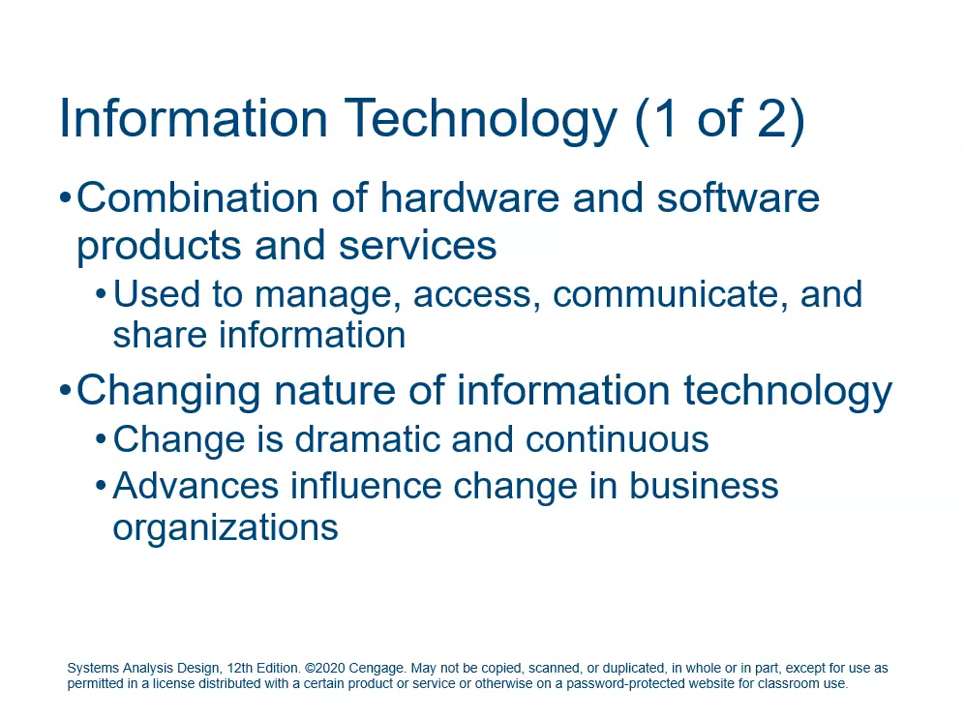 Information Technology (1 of 2)
•Combination of hardware and software
products and services
•Used to manage, access, communicate, and
share information
•Changing nature of information technology
•Change is dramatic and continuous
•Advances influence change in business
organizations
Systems Analysis Design, 12th Edition. ©2020 Cengage. May not be copied, scanned, or duplicated, in whole or in part, except for use as
permitted in a license distributed with a certain product or service or otherwise on a password-protected website for classroom use.